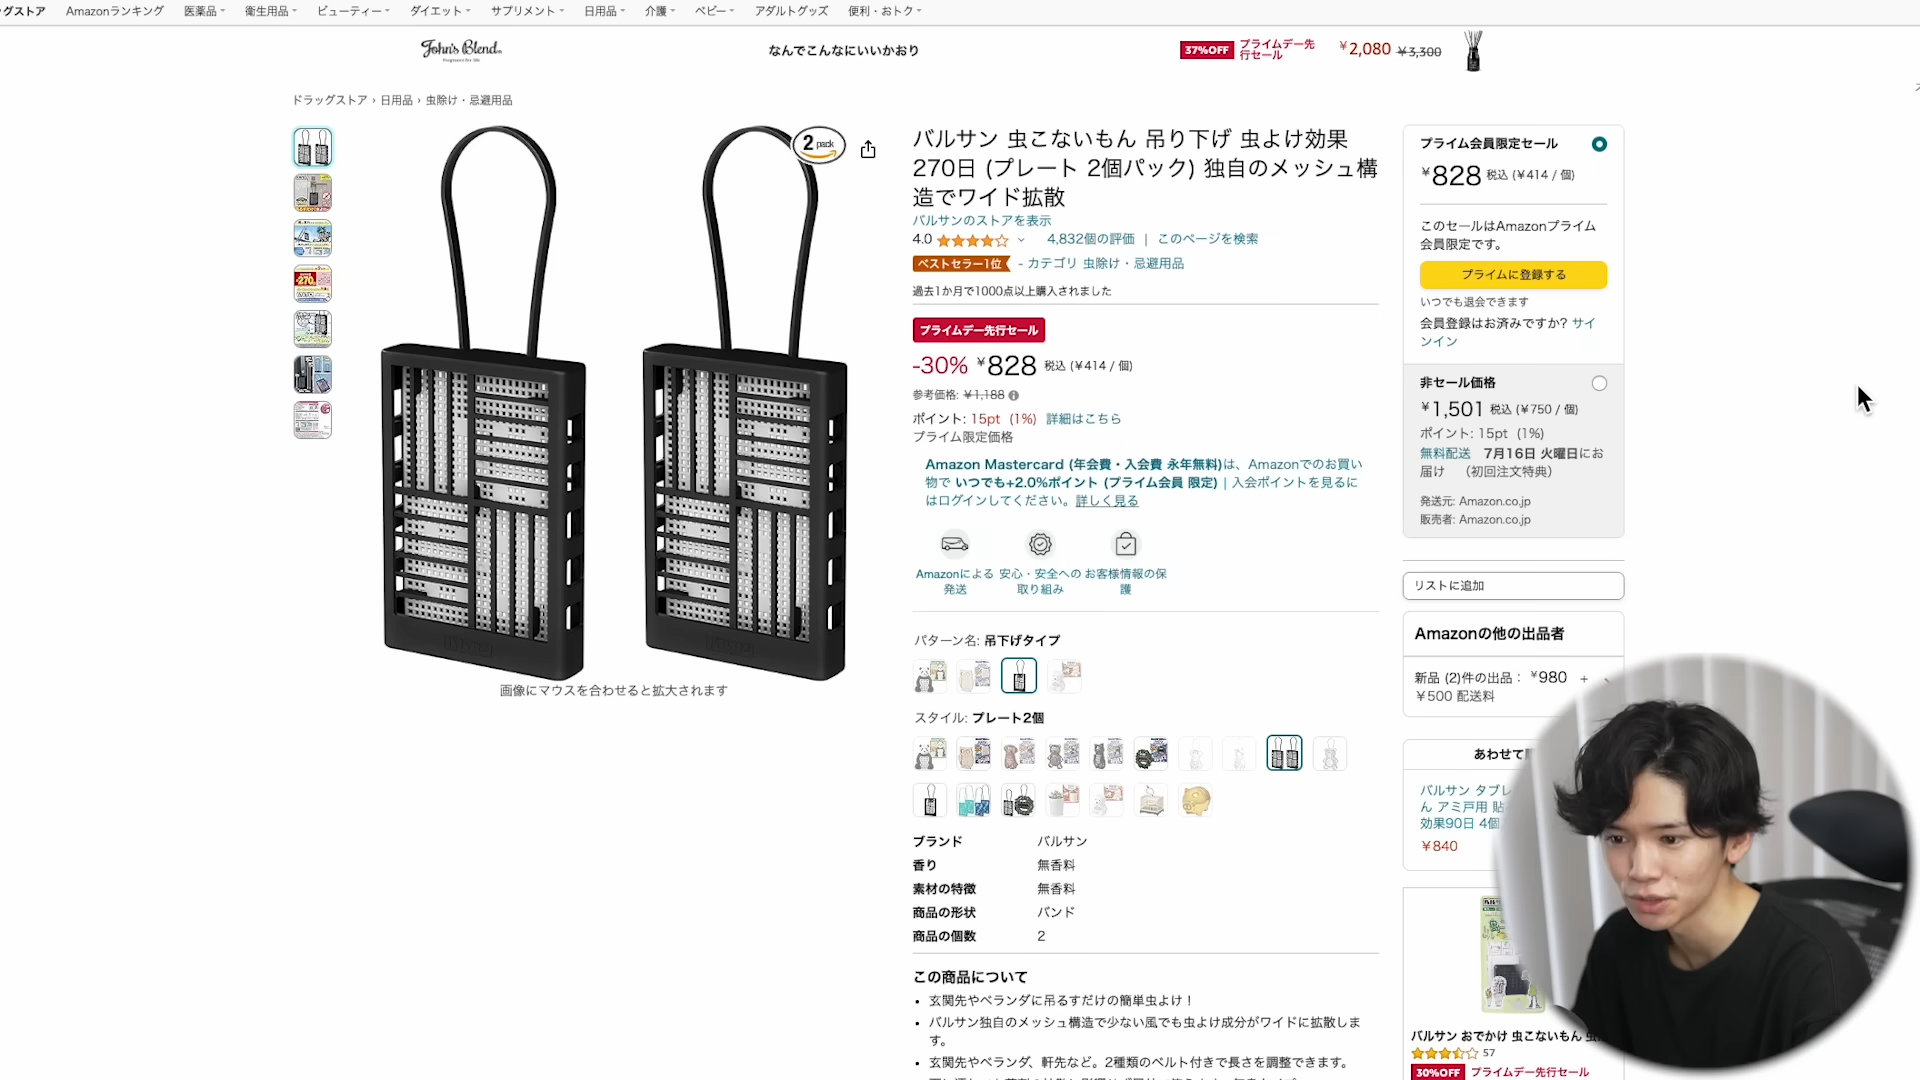 グストア Amazonランキング 医薬品 衛生用品 ビューティー ダイエット サプリメント 日用品 介護 ベビー アダルトグッズ 便利・おトク
John's Blend
なんでこんなにいいかおり
37%OFF プライムデー先行セール ¥2,080 ¥3,300
ドラッグストア › 日用品 › 虫除け・忌避用品
2 pack
バルサン 虫こないもん 吊り下げ 虫よけ効果
270日 (プレート 2個パック) 独自のメッシュ構
造でワイド拡散
バルサンのストアを表示
4.0 4,832個の評価 | このページを検索
ベストセラー1位 - カテゴリ 虫除け・忌避用品
過去1か月で1000点以上購入されました
プライムデー先行セール
-30% ¥828 税込 (¥414 / 個)
参考価格: ¥1,188
ポイント: 15pt (1%) 詳細はこちら
プライム限定価格
Amazon Mastercard (年会費・入会費 永年無料)は、Amazonでのお買い
物で いつでも+2.0%ポイント (プライム会員 限定) | 入会ポイントを見るに
はログインしてください。詳しく見る
Amazonによる発送
安心・安全への取り組み
お客様情報の保護
画像にマウスを合わせると拡大されます
パターン名: 吊下げタイプ
スタイル: プレート2個
ブランド バルサン
香り 無香料
素材の特徴 無香料
商品の形状 バンド
商品の個数 2
この商品について
• 玄関先やベランダに吊るすだけの簡単虫よけ！
• バルサン独自のメッシュ構造で少ない風でも虫よけ成分がワイドに拡散しま
す。
• 玄関先やベランダ、軒先など。2種類のベルト付きで長さを調整できます。
プライム会員限定セール
¥828 税込 (¥414 / 個)
このセールはAmazonプライム
会員限定です。
プライムに登録する
いつでも退会できます
会員登録はお済みですか? サイ
ンイン
非セール価格
¥1,501 税込 (¥750 / 個)
ポイント: 15pt (1%)
無料配送 7月16日 火曜日にお
届け （初回注文特典）
発送元: Amazon.co.jp
販売者: Amazon.co.jp
リストに追加
Amazonの他の出品者
新品 (2)件の出品： ¥980 +
¥500 配送料
あわせて
バルサン タブレ
ん アミ戸用 貼
効果90日 4個
¥840
バルサン おでかけ 虫こないもん 虫
57
30%OFF プライムデー先行セール